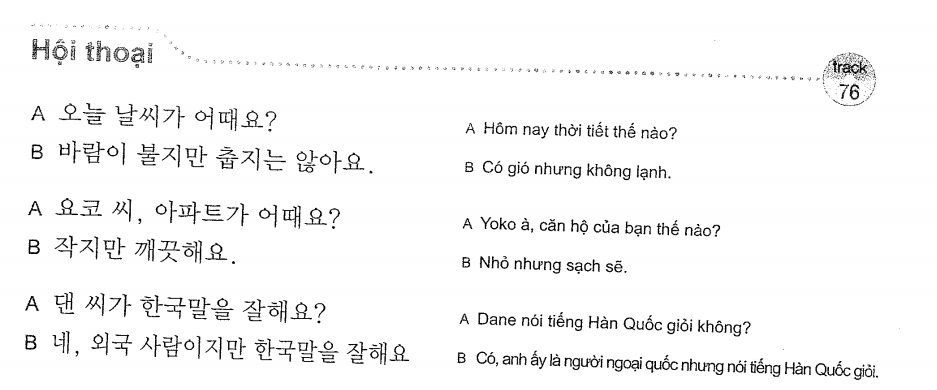 Hội thoại
track
76
A 오늘 날씨가 어때요?
B 바람이 불지만 춥지는 않아요.
A 요코 씨, 아파트가 어때요?
B 작지만 깨끗해요.
A 댄 씨가 한국말을 잘해요?
B 네, 외국 사람이지만 한국말을 잘해요
A Hôm nay thời tiết thế nào?
B Có gió nhưng không lạnh.
A Yoko à, căn hộ của bạn thế nào?
B Nhỏ nhưng sạch sẽ.
A Dane nói tiếng Hàn Quốc giỏi không?
B Có, anh ấy là người ngoại quốc nhưng nói tiếng Hàn Quốc giỏi.